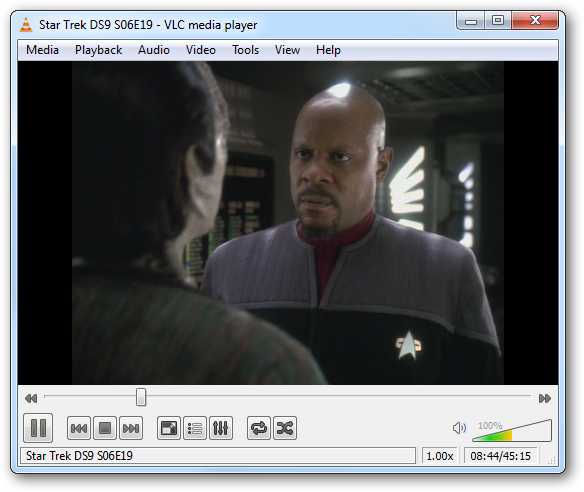 Star Trek DS9 S06E19 - VLC media player
Media Playback Audio Video Tools View Help
100%
Star Trek DS9 S06E19 1.00x 08:44/45:15